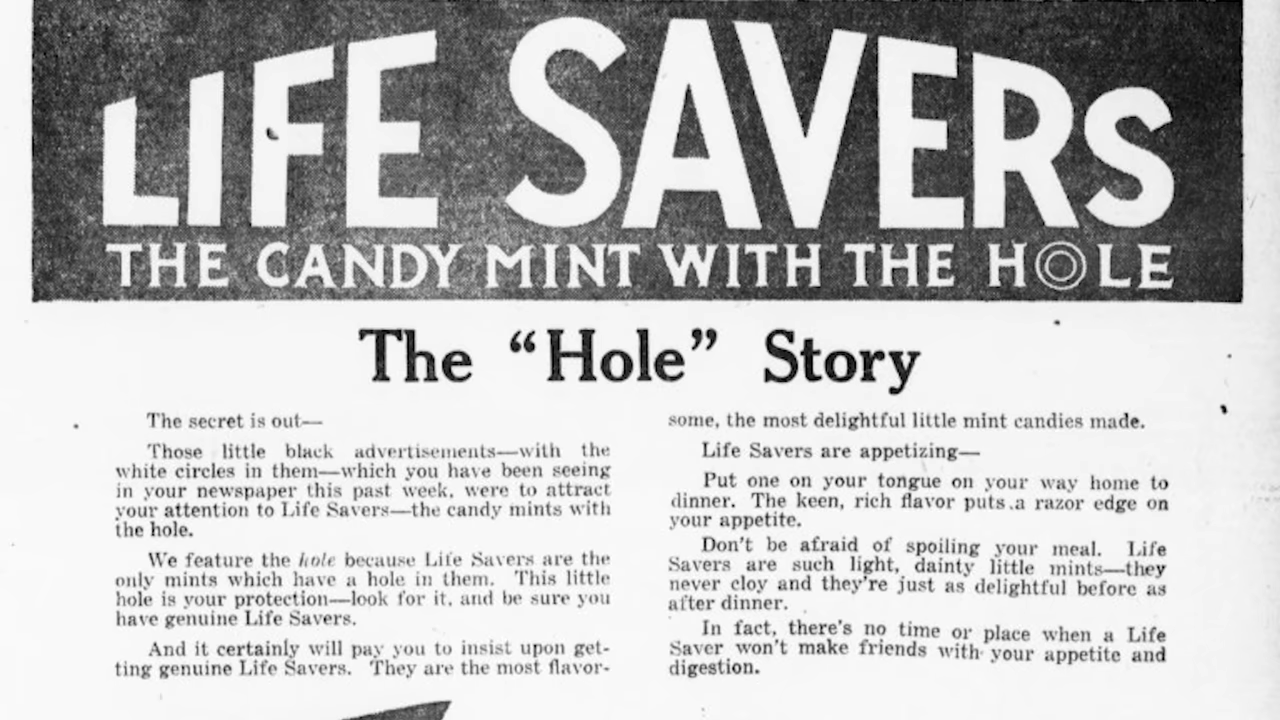 LIFE SAVERS
THE CANDY MINT WITH THE HOLE
The “Hole” Story
The secret is out—
Those little black advertisements—with the
white circles in them—which you have been seeing
in your newspaper this past week, were to attract
your attention to Life Savers—the candy mints with
the hole.
We feature the hole because Life Savers are the
only mints which have a hole in them. This little
hole is your protection—look for it, and be sure you
have genuine Life Savers.
And it certainly will pay you to insist upon get-
ting genuine Life Savers. They are the most flavor-
some, the most delightful little mint candies made.
Life Savers are appetizing—
Put one on your tongue on your way home to
dinner. The keen, rich flavor puts a razor edge on
your appetite.
Don't be afraid of spoiling your meal. Life
Savers are such light, dainty little mints—they
never cloy and they're just as delightful before as
after dinner.
In fact, there's no time or place when a Life
Saver won't make friends with your appetite and
digestion.